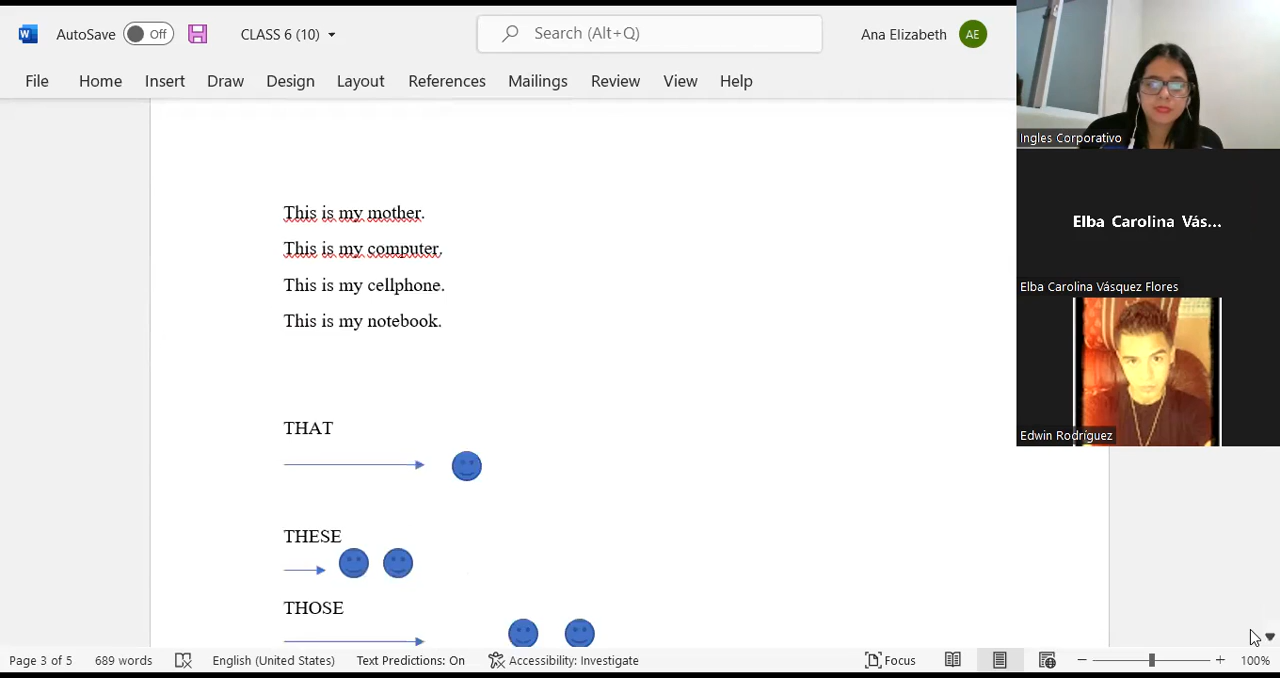 AutoSave Off CLASS 6 (10) Search (Alt+Q) Ana Elizabeth AE
File Home Insert Draw Design Layout References Mailings Review View Help
This is my mother.
This is my computer.
This is my cellphone.
This is my notebook.
THAT
THESE
THOSE
Ingles Corporativo
Elba Carolina Vás...
Elba Carolina Vásquez Flores
Edwin Rodríguez
Page 3 of 5 689 words English (United States) Text Predictions: On Accessibility: Investigate Focus 100%